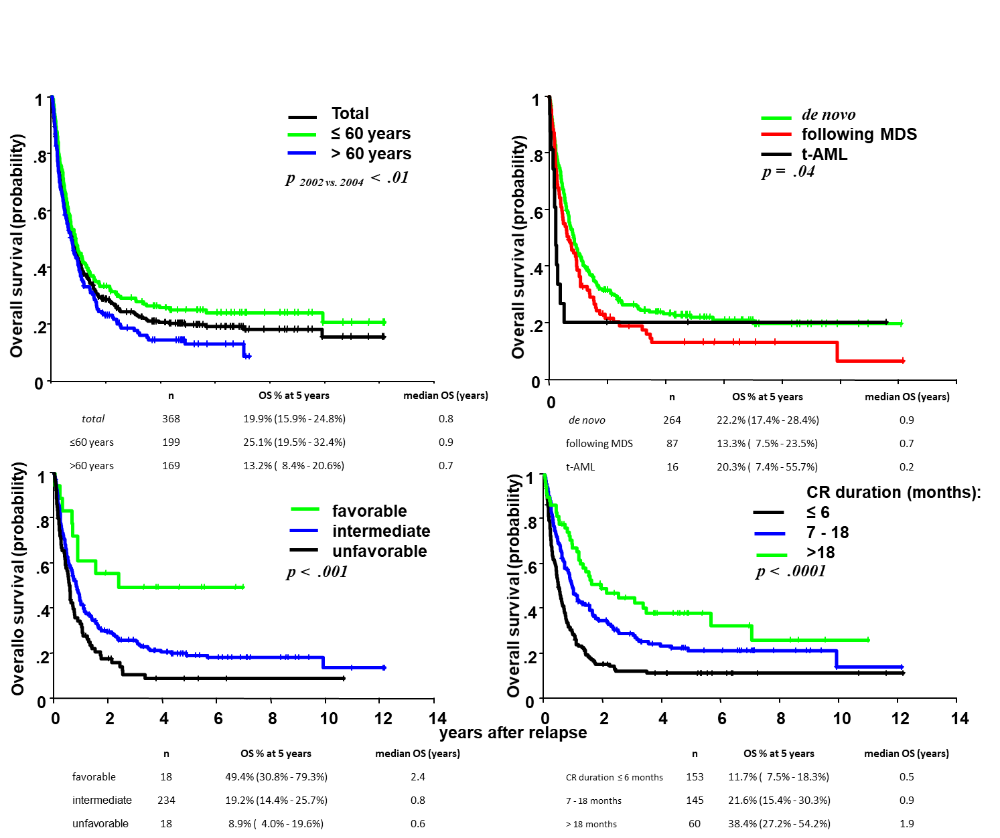 1
.8
.6
.4
.2
0
Overall survival (probability)
Total
≤ 60 years
> 60 years
p 2002 vs. 2004 < .01
n OS % at 5 years median OS (years)
total 368 19.9% (15.9% - 24.8%) 0.8
≤60 years 199 25.1% (19.5% - 32.4%) 0.9
>60 years 169 13.2% ( 8.4% - 20.6%) 0.7
1
.8
.6
.4
.2
0
0
Overall survival (probability)
de novo
following MDS
t-AML
p = .04
n OS % at 5 years median OS (years)
de novo 264 22.2% (17.4% - 28.4%) 0.9
following MDS 87 13.3% ( 7.5% - 23.5%) 0.7
t-AML 16 20.3% ( 7.4% - 55.7%) 0.2
1
.8
.6
.4
.2
0
Overallo survival (probability)
favorable
intermediate
unfavorable
p < .001
0 2 4 6 8 10 12 14
1
.8
.6
.4
.2
0
Overall survival (probability)
CR duration (months):
≤ 6
7 - 18
>18
p < .0001
0 2 4 6 8 10 12 14
years after relapse
n OS % at 5 years median OS (years)
favorable 18 49.4% (30.8% - 79.3%) 2.4
intermediate 234 19.2% (14.4% - 25.7%) 0.8
unfavorable 18 8.9% ( 4.0% - 19.6%) 0.6
n OS % at 5 years median OS (years)
CR duration ≤ 6 months 153 11.7% ( 7.5% - 18.3%) 0.5
7 - 18 months 145 21.6% (15.4% - 30.3%) 0.9
> 18 months 60 38.4% (27.2% - 54.2%) 1.9